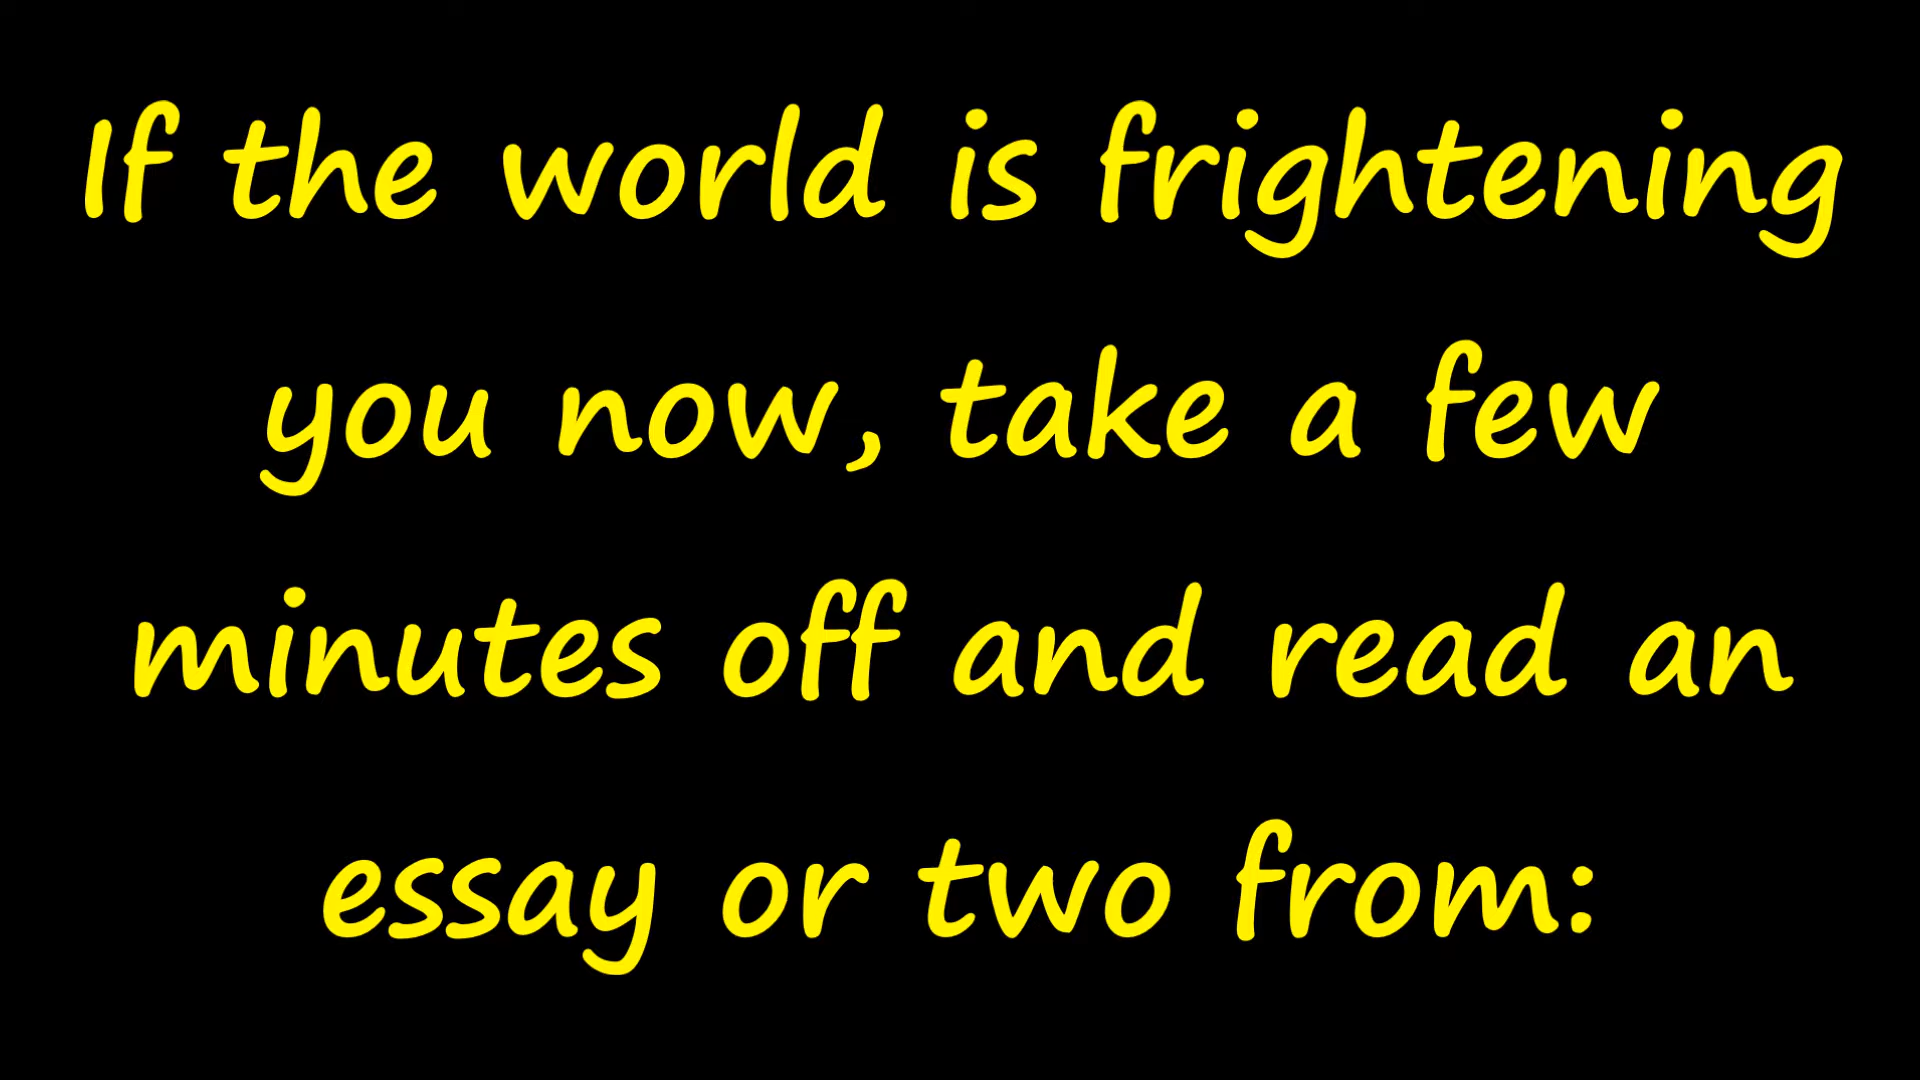 If the world is frightening
you now, take a few
minutes off and read an
essay or two from: